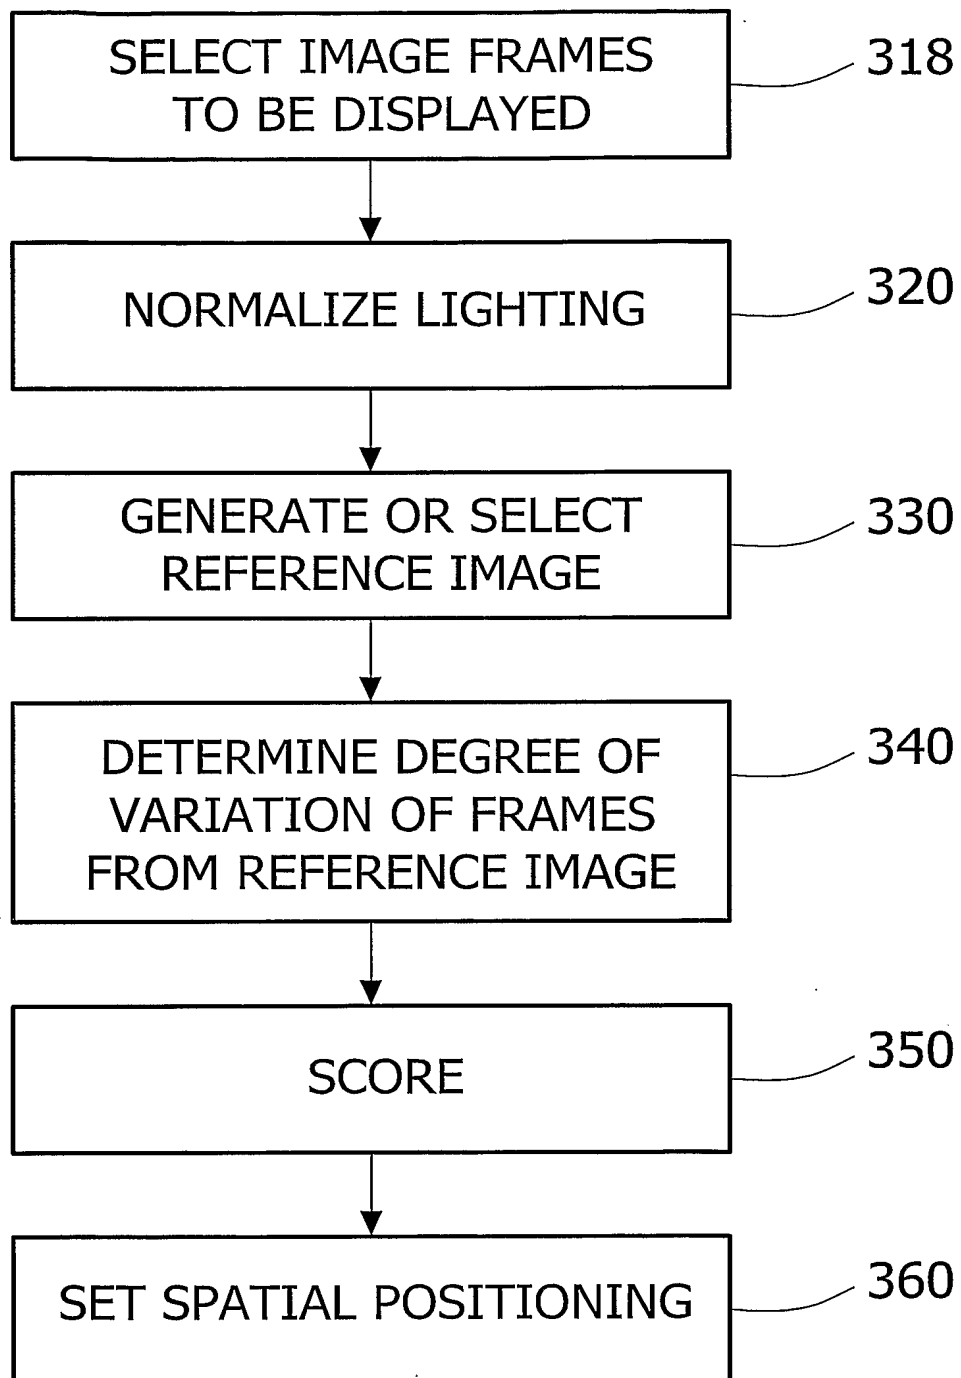 SELECT IMAGE FRAMES
TO BE DISPLAYED
318
NORMALIZE LIGHTING
320
GENERATE OR SELECT
REFERENCE IMAGE
330
DETERMINE DEGREE OF
VARIATION OF FRAMES
FROM REFERENCE IMAGE
340
SCORE
350
SET SPATIAL POSITIONING
360